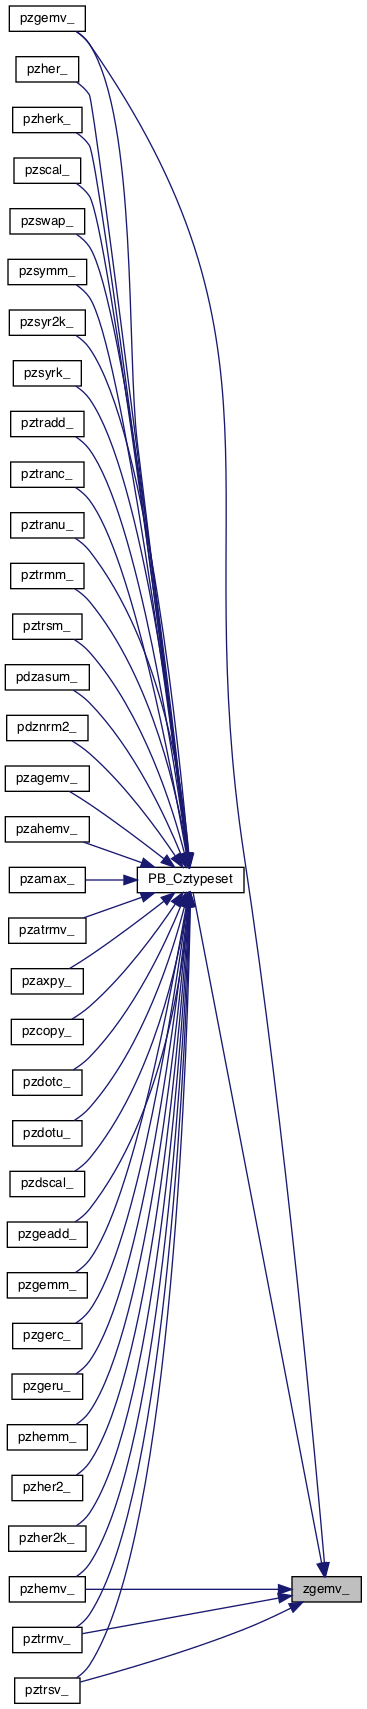 pzgemv_
pzher_
pzherk_
pzscal_
pzswap_
pzsymm_
pzsyr2k_
pzsyrk_
pztradd_
pztranc_
pztranu_
pztrmm_
pztrsm_
pdzasum_
pdznrm2_
pzagemv_
pzahemv_
pzamax_
PB_Cztypeset
pzatrmv_
pzaxpy_
pzcopy_
pzdotc_
pzdotu_
pzdscal_
pzgeadd_
pzgemm_
pzgerc_
pzgeru_
pzhemm_
pzher2_
pzher2k_
pzhemv_
zgemv_
pztrmv_
pztrsv_